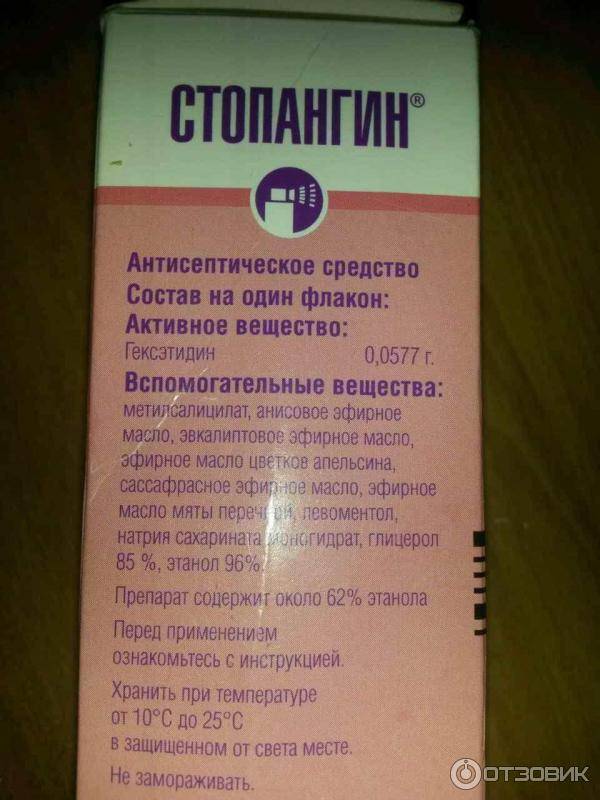 СТОПАНГИН®
Антисептическое средство
Состав на один флакон:
Активное вещество:
Гексэтидин 0,0577 г.
Вспомогательные вещества:
метилсалицилат, анисовое эфирное
масло, эвкалиптовое эфирное масло,
эфирное масло цветков апельсина,
сассафрасное эфирное масло, эфирное
масло мяты перечной, левоментол,
натрия сахарината моногидрат, глицерол
85 %, этанол 96%.
Препарат содержит около 62% этанола
Перед применением
ознакомьтесь с инструкцией.
Хранить при температуре
от 10°С до 25°С
в защищенном от света месте.
Не замораживать.
ОТЗОВИК